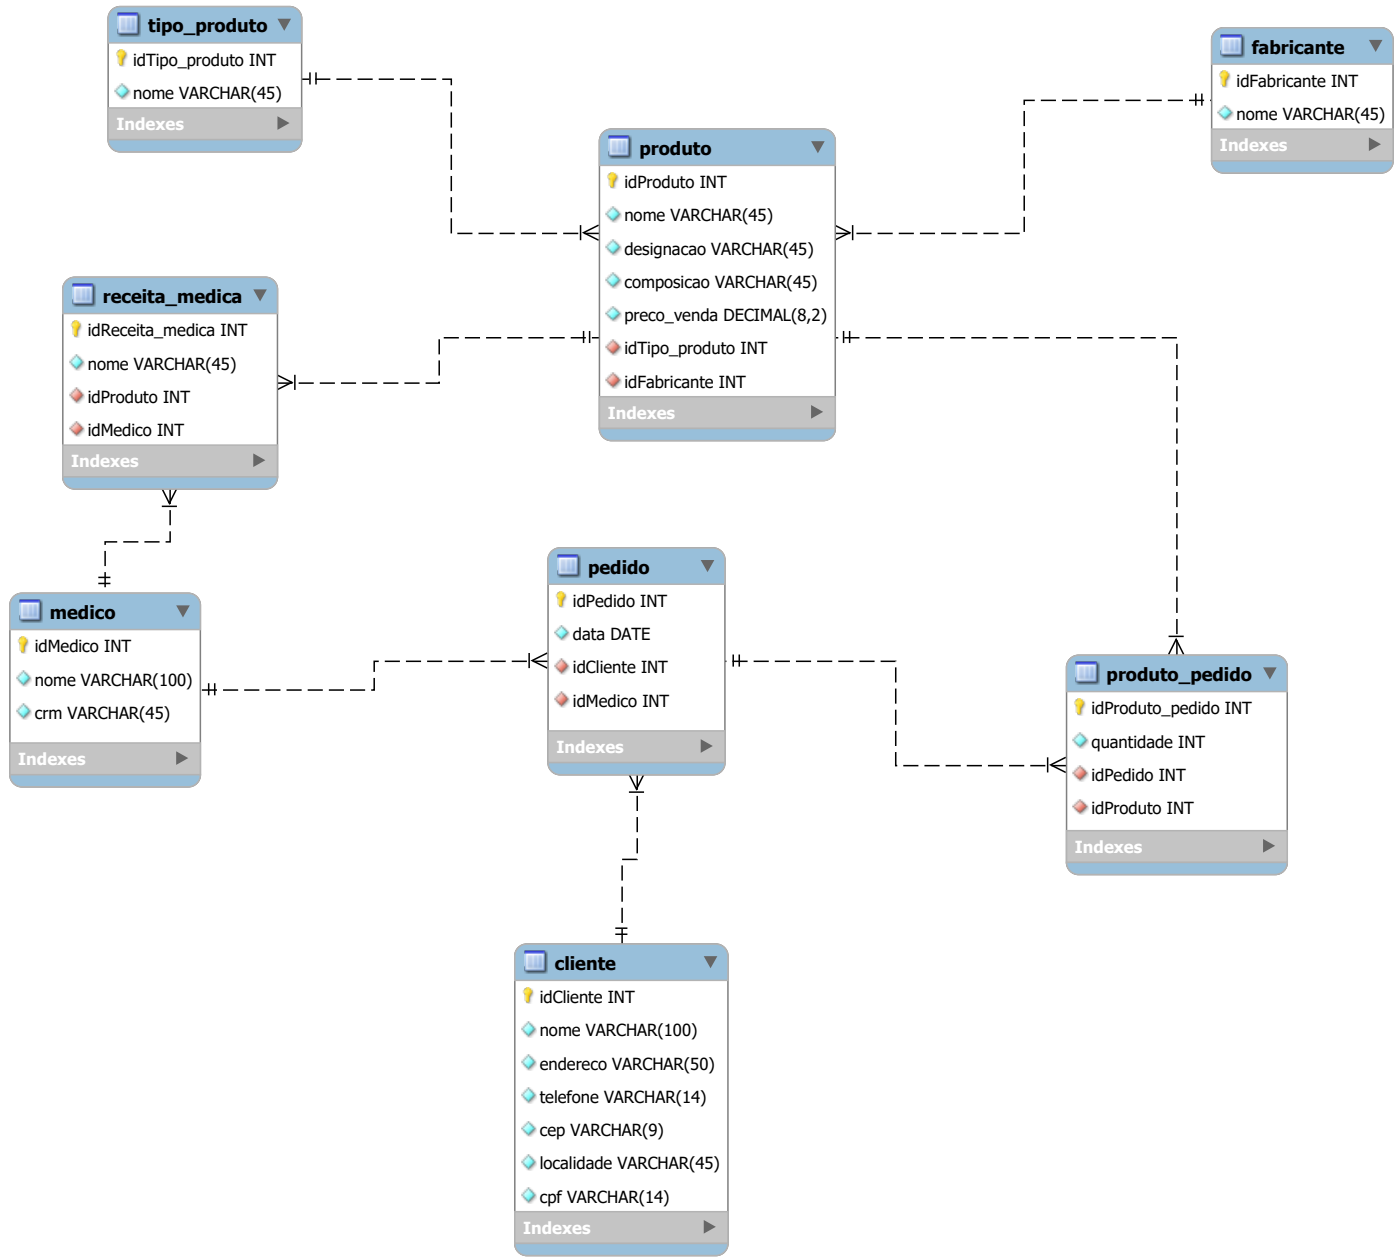 tipo_produto
idTipo_produto INT
nome VARCHAR(45)
Indexes
fabricante
idFabricante INT
nome VARCHAR(45)
Indexes
produto
idProduto INT
nome VARCHAR(45)
designacao VARCHAR(45)
composicao VARCHAR(45)
preco_venda DECIMAL(8,2)
idTipo_produto INT
idFabricante INT
Indexes
receita_medica
idReceita_medica INT
nome VARCHAR(45)
idProduto INT
idMedico INT
Indexes
medico
idMedico INT
nome VARCHAR(100)
crm VARCHAR(45)
Indexes
pedido
idPedido INT
data DATE
idCliente INT
idMedico INT
Indexes
produto_pedido
idProduto_pedido INT
quantidade INT
idPedido INT
idProduto INT
Indexes
cliente
idCliente INT
nome VARCHAR(100)
endereco VARCHAR(50)
telefone VARCHAR(14)
cep VARCHAR(9)
localidade VARCHAR(45)
cpf VARCHAR(14)
Indexes